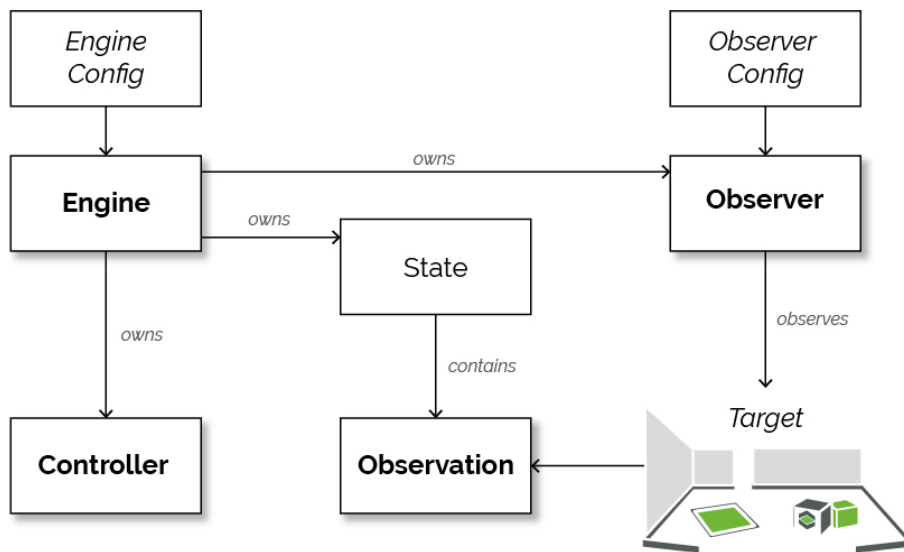 Engine
Config
Observer
Config
owns
Engine
Observer
owns
State
owns
observes
contains
Target
Controller
Observation